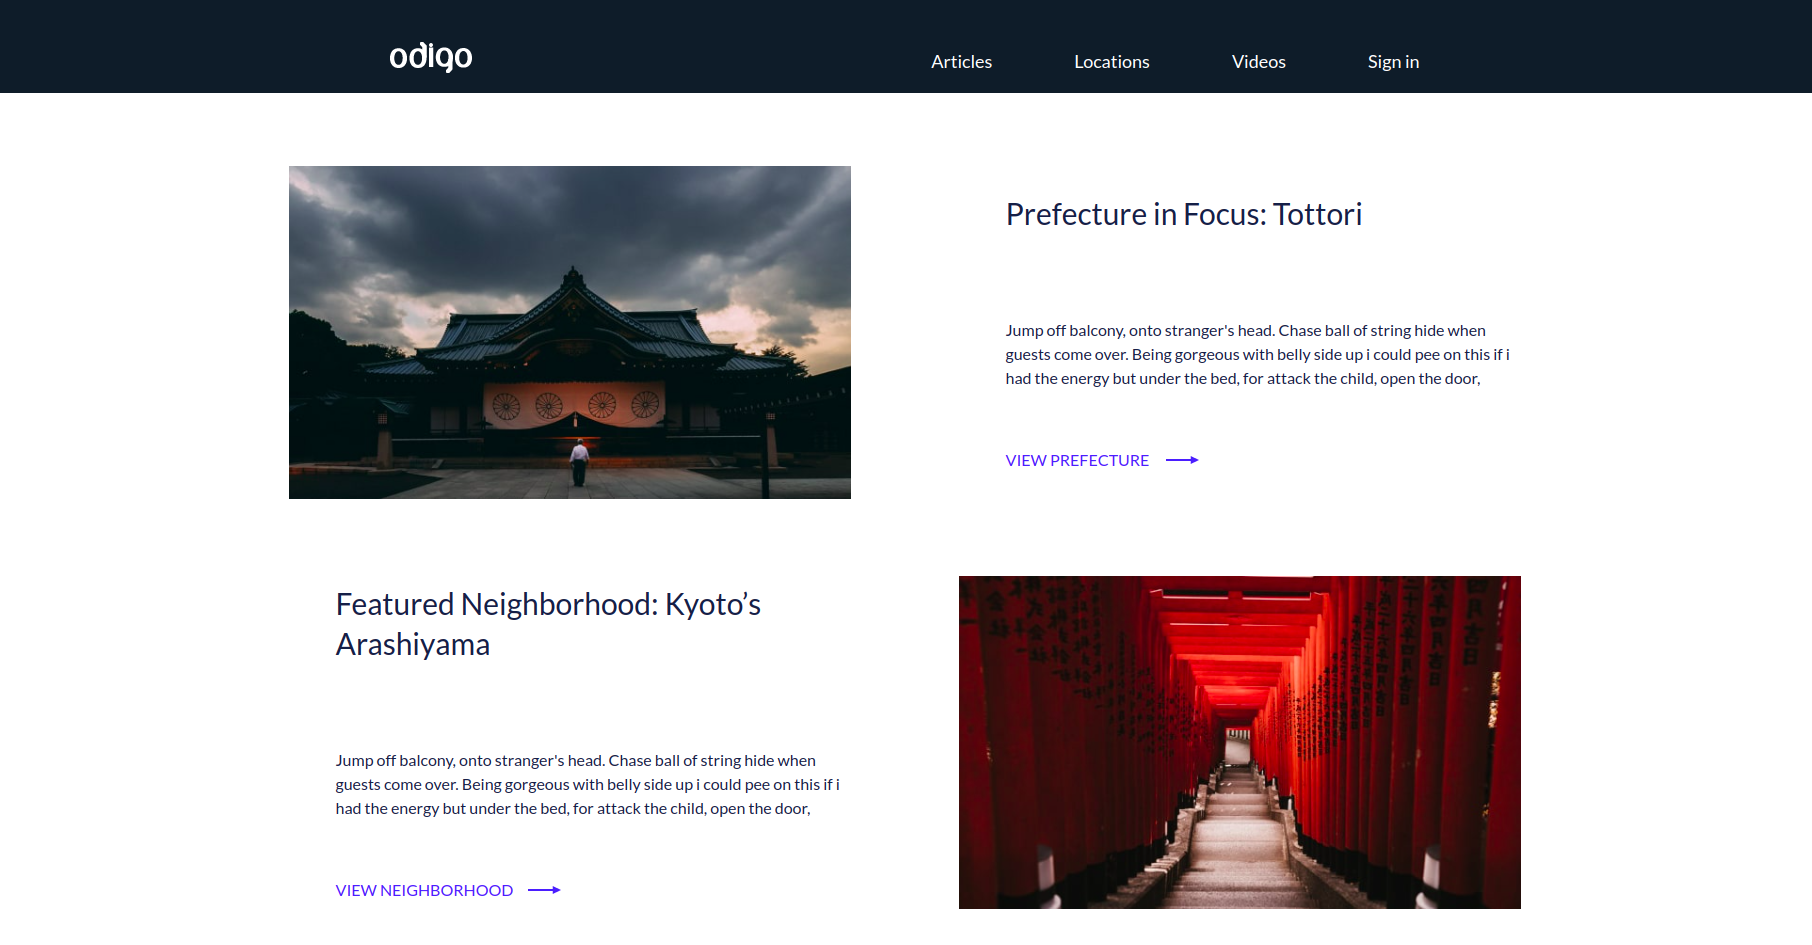 odigo
Articles
Locations
Videos
Sign in
Prefecture in Focus: Tottori
Jump off balcony, onto stranger's head. Chase ball of string hide when
guests come over. Being gorgeous with belly side up i could pee on this if i
had the energy but under the bed, for attack the child, open the door,
VIEW PREFECTURE
Featured Neighborhood: Kyoto’s
Arashiyama
Jump off balcony, onto stranger's head. Chase ball of string hide when
guests come over. Being gorgeous with belly side up i could pee on this if i
had the energy but under the bed, for attack the child, open the door,
VIEW NEIGHBORHOOD